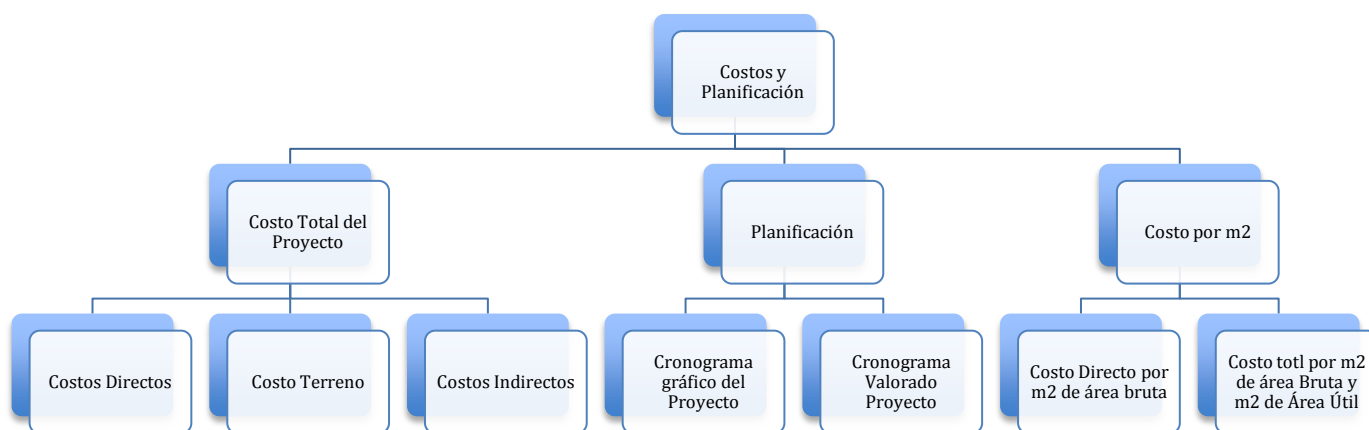 Costos y
Planificación
Costo Total del
Proyecto
Planificación
Costo por m2
Costos Directos
Costo Terreno
Costos Indirectos
Cronograma
gráfico del
Proyecto
Cronograma
Valorado
Proyecto
Costo Directo por
m2 de área bruta
Costo totl por m2
de área Bruta y
m2 de Área Útil